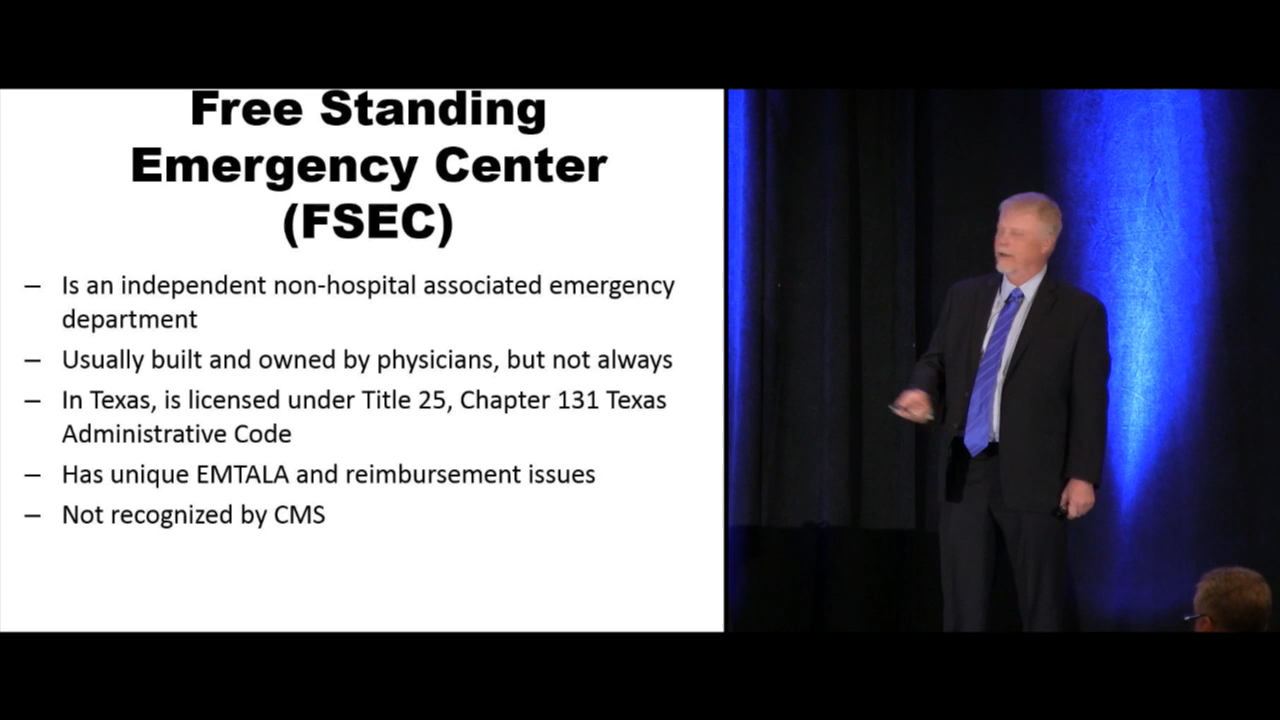 Free Standing
Emergency Center
(FSEC)
– Is an independent non-hospital associated emergency
department
– Usually built and owned by physicians, but not always
– In Texas, is licensed under Title 25, Chapter 131 Texas
Administrative Code
– Has unique EMTALA and reimbursement issues
– Not recognized by CMS